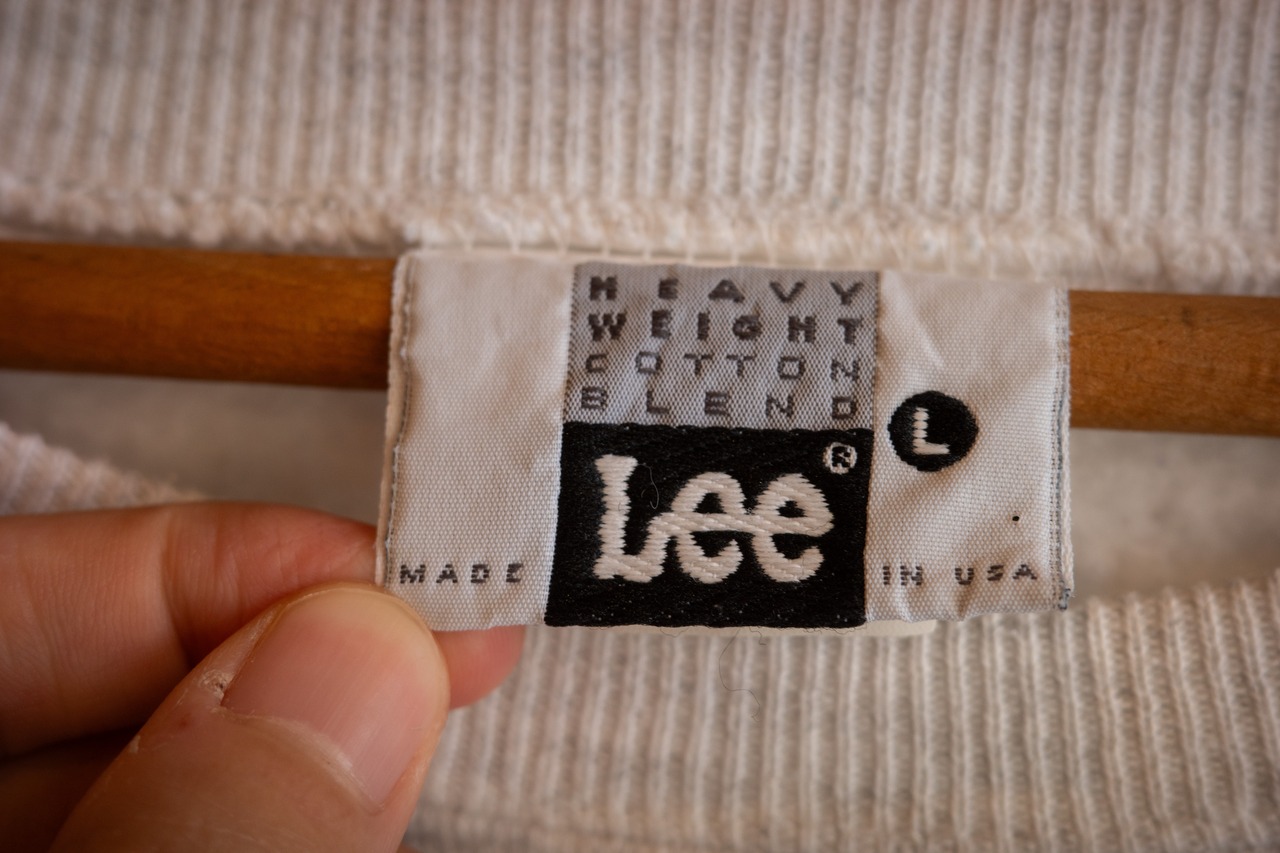 HEAVY
WEIGHT
COTTON
BLEND
Lee®
L
MADE IN USA